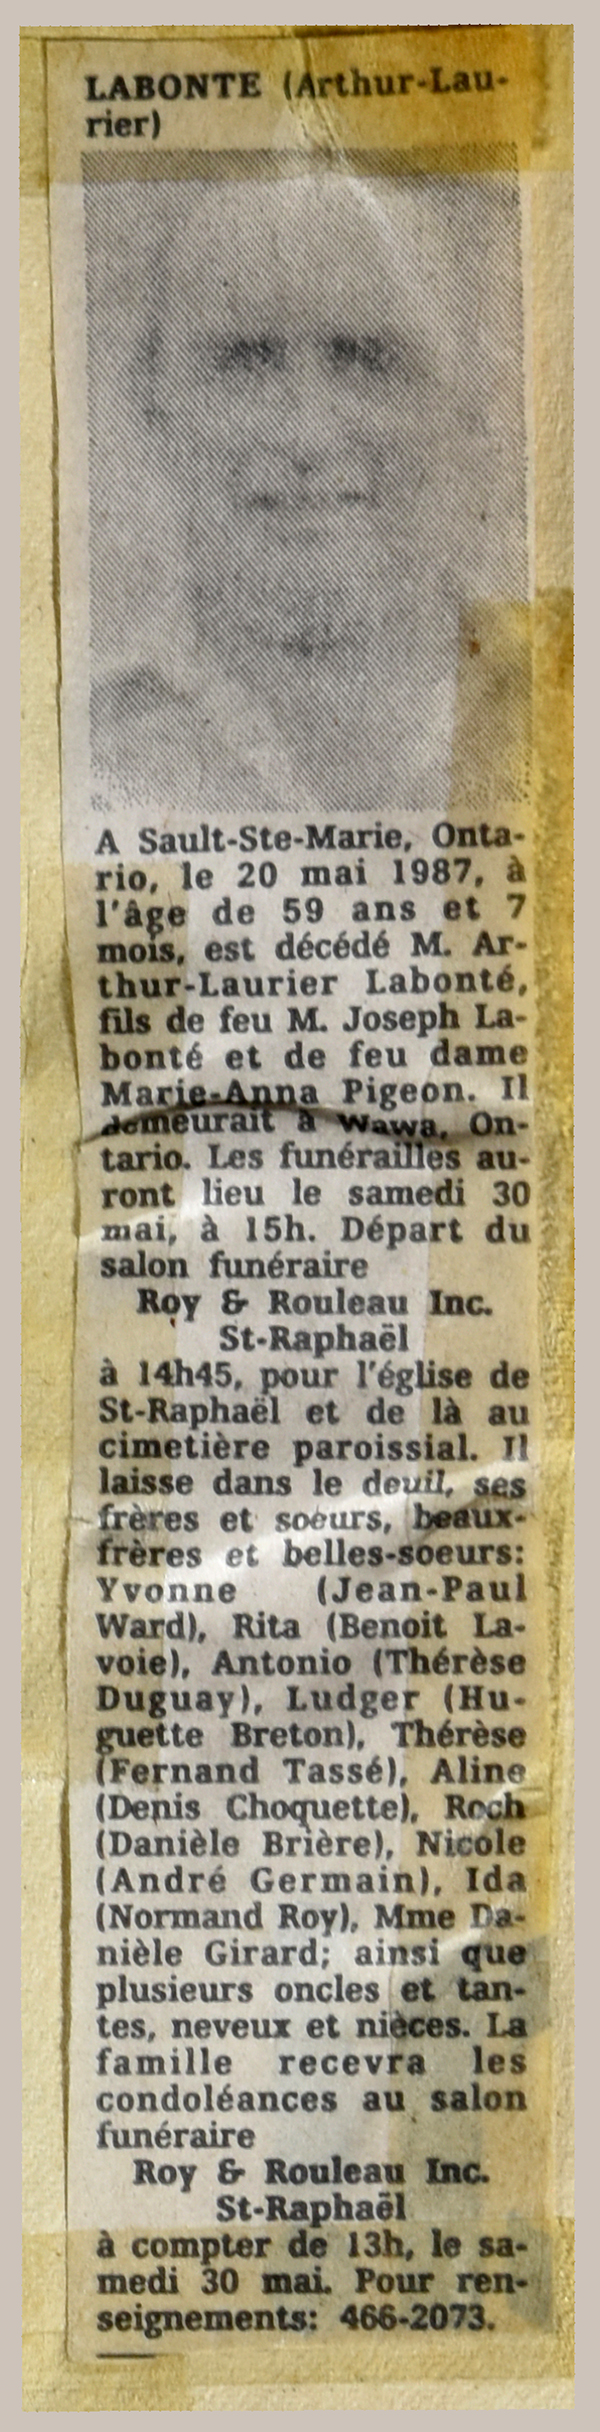 LABONTE (Arthur-Lau-
rier)
A Sault-Ste-Marie, Onta-
rio, le 20 mai 1987, à
l'âge de 59 ans et 7
mois, est décédé M. Ar-
thur-Laurier Labonté,
fils de feu M. Joseph La-
bonté et de feu dame
Marie-Anna Pigeon. Il
demeurait à Wawa, On-
tario. Les funérailles au-
ront lieu le samedi 30
mai, à 15h. Départ du
salon funéraire
Roy & Rouleau Inc.
St-Raphaël
à 14h45, pour l'église de
St-Raphaël et de là au
cimetière paroissial. Il
laisse dans le deuil, ses
frères et soeurs, beaux-
frères et belles-soeurs:
Yvonne (Jean-Paul
Ward), Rita (Benoit La-
voie), Antonio (Thérèse
Duguay), Ludger (Hu-
guette Breton), Thérèse
(Fernand Tassé), Aline
(Denis Choquette), Roch
(Danièle Brière), Nicole
(André Germain), Ida
(Normand Roy), Mme Da-
nièle Girard; ainsi que
plusieurs oncles et tan-
tes, neveux et nièces. La
famille recevra les
condoléances au salon
funéraire
Roy & Rouleau Inc.
St-Raphaël
à compter de 13h, le sa-
medi 30 mai. Pour ren-
seignements: 466-2073.